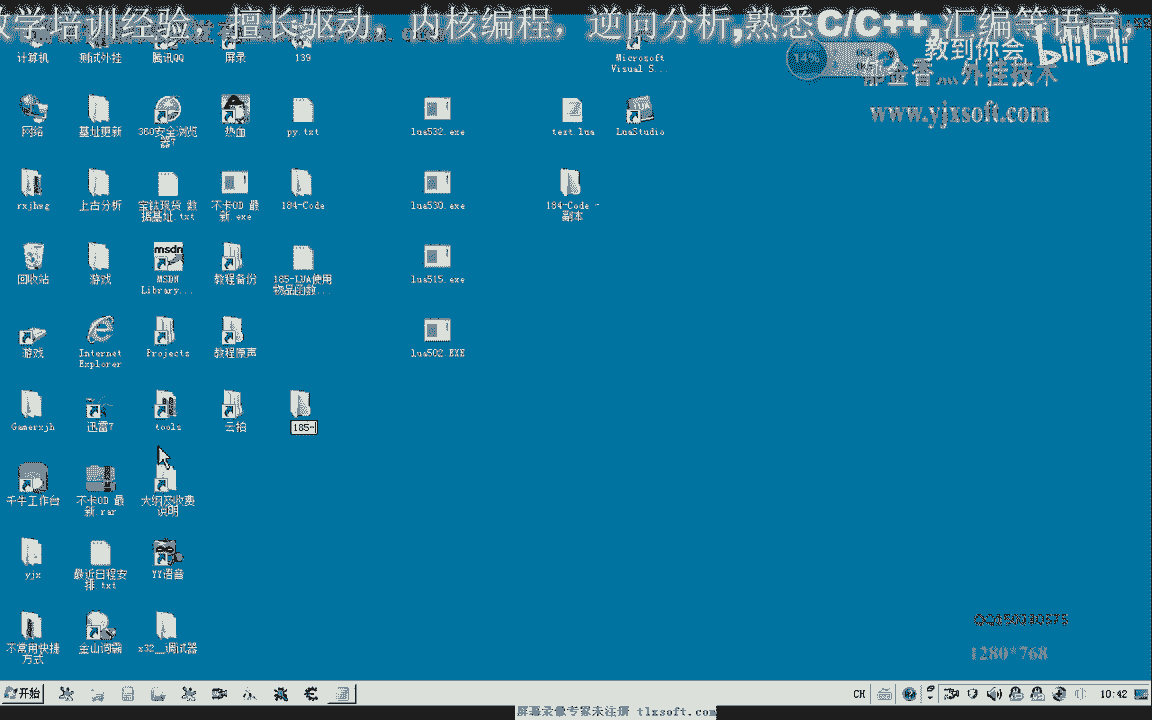 教学培训经验，擅长驱动，内核编程，逆向分析,熟悉C/C++,汇编等语言，
教到你会
bilibili
14%
郁金香灬外挂技术
www.yjxsoft.com
计算机
测试外挂
腾讯QQ
屏录
139
Microsoft
Visual S...
网络
基址更新
360安全浏览
器7
热血
py.txt
lua532.exe
text.lua
LuaStudio
rxjhwg
上古分析
数
据基址.txt
不卡OD 最
新.exe
184-Code
lua530.exe
184-Code -
副本
回收站
游戏
msdn
MSDN
Library...
教程备份
185-LUA使用
物品函数...
lua515.exe
游戏
Internet
Explorer
Projects
教程原声
lua502.EXE
Gamerxjh
迅雷7
tools
云拍
185-
千牛工作台
不卡OD 最
新.rar
大纲及收费
说明
yjx
最近日程安
排.txt
YY语音
不常用快捷
方式
金山词霸
x32__调试器
1280*768
开始
CH
10:42
屏幕录像专家未注册 tlxsoft.com